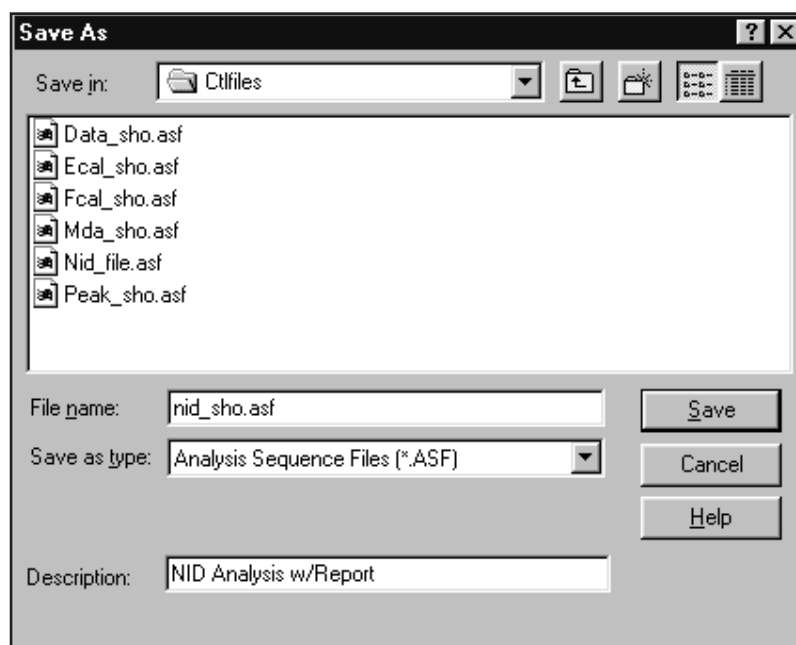 Save As
Save in: Ctlfiles
Data_sho.asf
Ecal_sho.asf
Fcal_sho.asf
Mda_sho.asf
Nid_file.asf
Peak_sho.asf
File name: nid_sho.asf Save
Save as type: Analysis Sequence Files (*.ASF) Cancel
Help
Description: NID Analysis w/Report